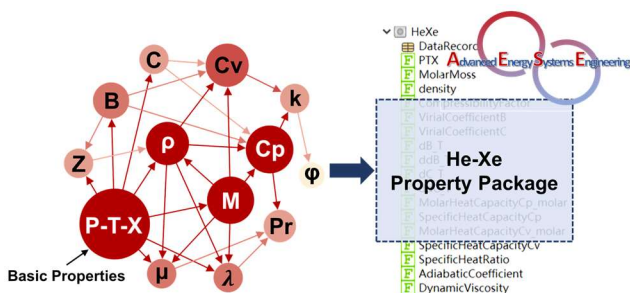 C
Cv
B
k
ρ
Cp
Z
φ
M
P-T-X
Pr
Basic Properties
μ
λ
HeXe
DataRecord
PTX
MolarMoss
density
CompressibilityFactor
VirialCoefficientB
VirialCoefficientC
dB_T
ddB_T
dC_T
MolarHeatCapacityCp_molar
SpecificHeatCapacityCp
MolarHeatCapacityCv_molar
SpecificHeatCapacityCv
SpecificHeatRatio
AdiabaticCoefficient
DynamicViscosity
Advanced Energy Systems Engineering
He-Xe
Property Package